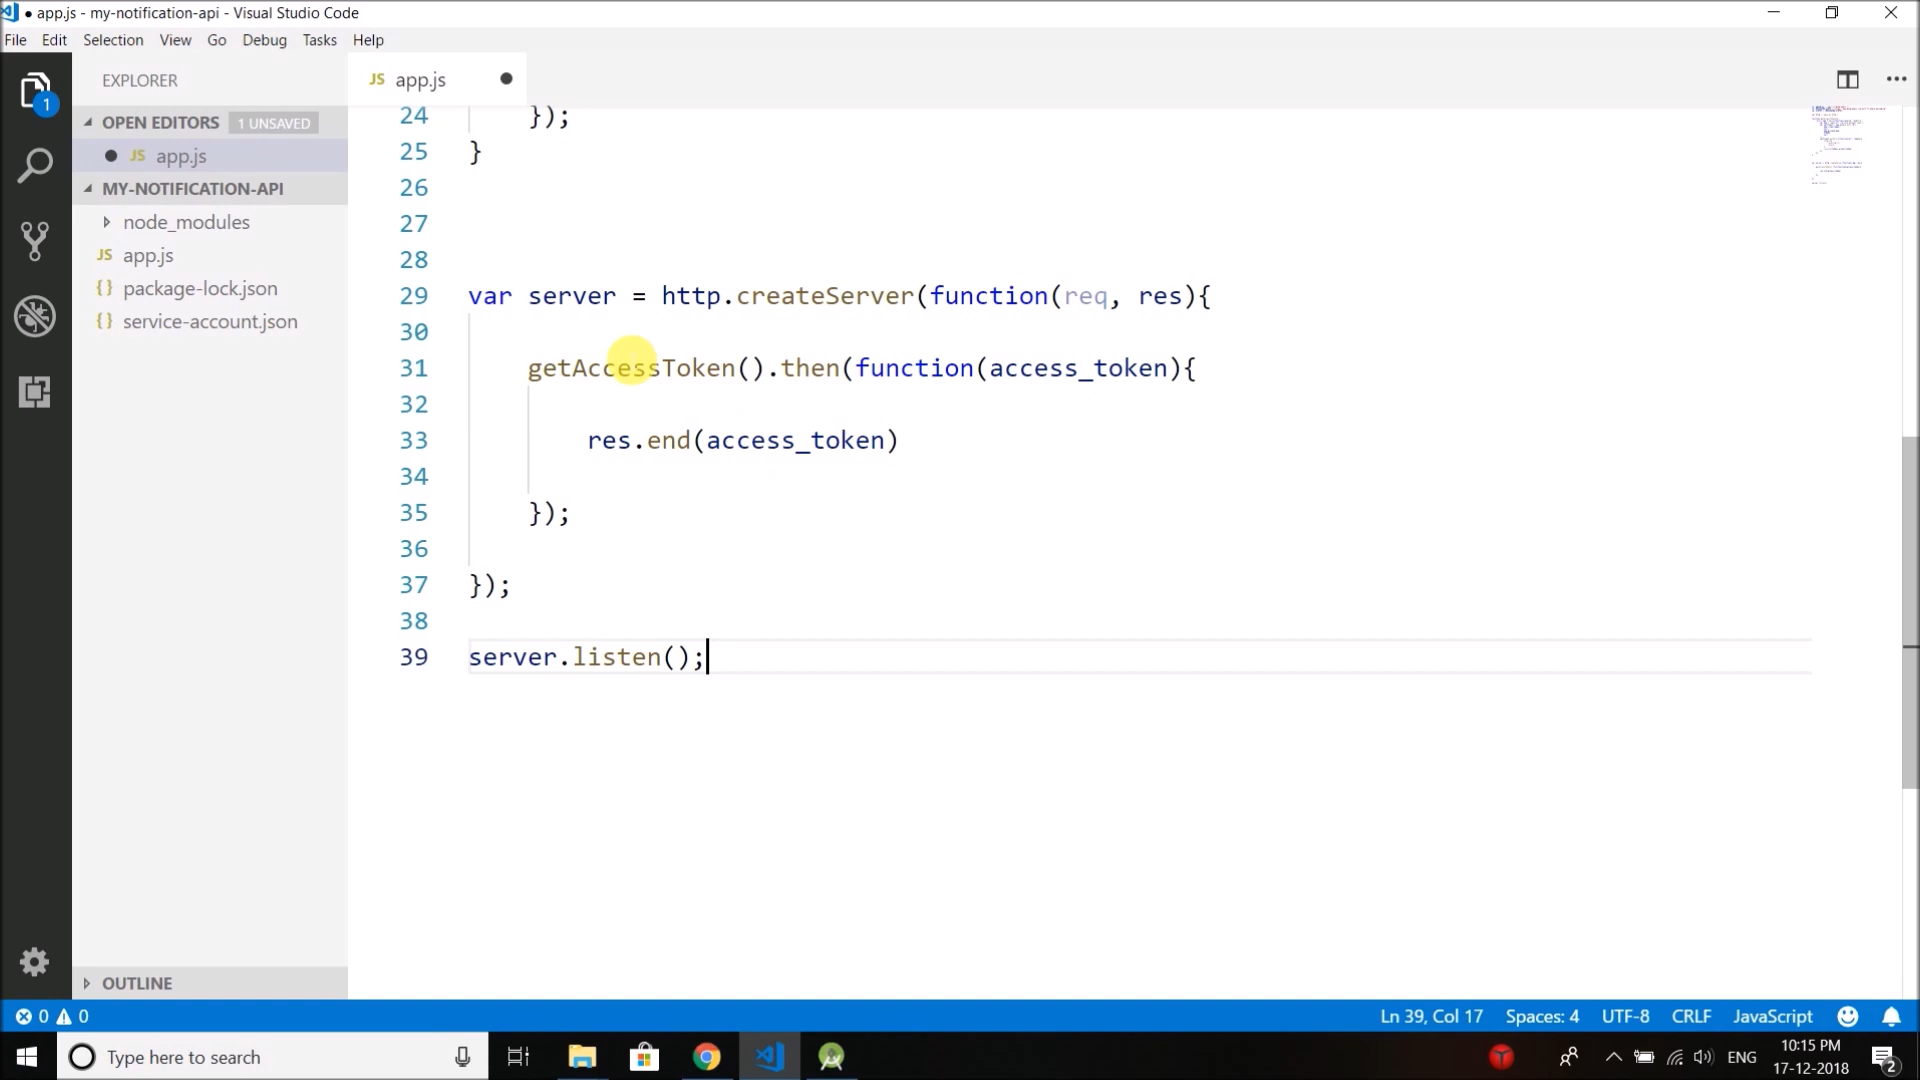 app.js - my-notification-api - Visual Studio Code
File Edit Selection View Go Debug Tasks Help
EXPLORER
JS app.js
1
OPEN EDITORS 1 UNSAVED
JS app.js
MY-NOTIFICATION-API
node_modules
JS app.js
{} package-lock.json
{} service-account.json
OUTLINE
24 });
25 }
26
27
28
29 var server = http.createServer(function(req, res){
30
31 getAccessToken().then(function(access_token){
32
33 res.end(access_token)
34
35 });
36
37 });
38
39 server.listen();
0 0 Ln 39, Col 17 Spaces: 4 UTF-8 CRLF JavaScript
Type here to search
ENG
10:15 PM
17-12-2018
2